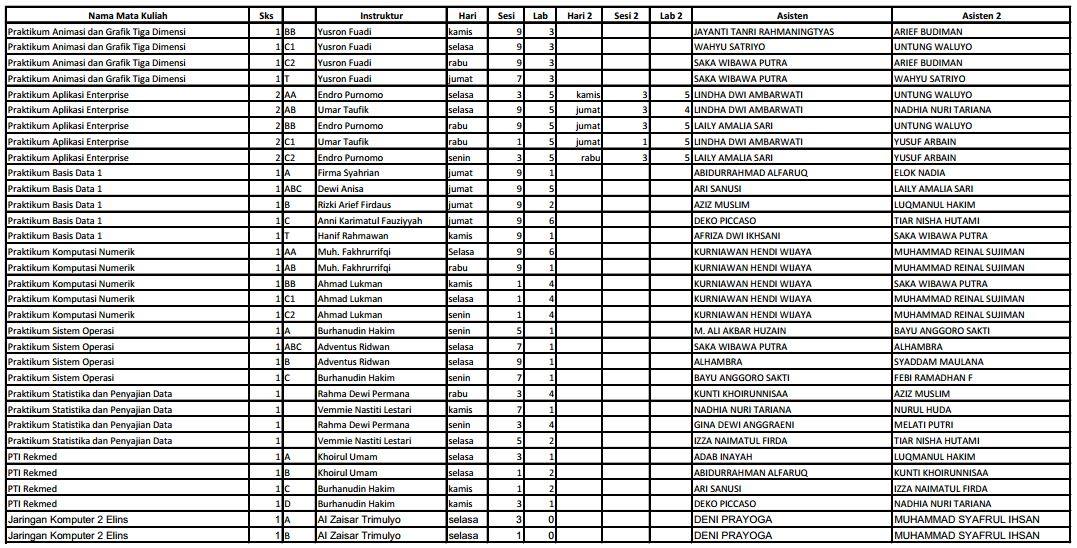 Nama Mata Kuliah Sks Instruktur Hari Sesi Lab Hari 2 Sesi 2 Lab 2 Asisten Asisten 2
Praktikum Animasi dan Grafik Tiga Dimensi 1 BB Yusron Fuadi kamis 9 3 JAYANTI TANRI RAHMANINGTYAS ARIEF BUDIMAN
Praktikum Animasi dan Grafik Tiga Dimensi 1 C1 Yusron Fuadi selasa 9 3 WAHYU SATRIYO UNTUNG WALUYO
Praktikum Animasi dan Grafik Tiga Dimensi 1 C2 Yusron Fuadi rabu 9 3 SAKA WIBAWA PUTRA ARIEF BUDIMAN
Praktikum Animasi dan Grafik Tiga Dimensi 1 T Yusron Fuadi jumat 7 3 SAKA WIBAWA PUTRA WAHYU SATRIYO
Praktikum Aplikasi Enterprise 2 AA Endro Purnomo selasa 3 5 kamis 3 5 LINDHA DWI AMBARWATI UNTUNG WALUYO
Praktikum Aplikasi Enterprise 2 AB Umar Taufik selasa 9 5 jumat 3 4 LINDHA DWI AMBARWATI NADHIA NURI TARIANA
Praktikum Aplikasi Enterprise 2 BB Endro Purnomo rabu 9 5 jumat 3 5 LAILY AMALIA SARI UNTUNG WALUYO
Praktikum Aplikasi Enterprise 2 C1 Umar Taufik rabu 1 5 jumat 1 5 LINDHA DWI AMBARWATI YUSUF ARBAIN
Praktikum Aplikasi Enterprise 2 C2 Endro Purnomo senin 3 5 rabu 3 5 LAILY AMALIA SARI YUSUF ARBAIN
Praktikum Basis Data 1 1 A Firma Syahrian jumat 9 1 ABIDURRAHMAD ALFARUQ ELOK NADIA
Praktikum Basis Data 1 1 ABC Dewi Anisa jumat 9 5 ARI SANUSI LAILY AMALIA SARI
Praktikum Basis Data 1 1 B Rizki Arief Firdaus jumat 9 2 AZIZ MUSLIM LUQMANUL HAKIM
Praktikum Basis Data 1 1 C Anni Karimatul Fauziyyah jumat 9 6 DEKO PICCASO TIAR NISHA HUTAMI
Praktikum Basis Data 1 1 T Hanif Rahmawan kamis 9 1 AFRIZA DWI IKHSANI SAKA WIBAWA PUTRA
Praktikum Komputasi Numerik 1 AA Muh. Fakhrurrifqi Selasa 9 6 KURNIAWAN HENDI WIJAYA MUHAMMAD REINAL SUJIMAN
Praktikum Komputasi Numerik 1 AB Muh. Fakhrurrifqi rabu 9 1 KURNIAWAN HENDI WIJAYA MUHAMMAD REINAL SUJIMAN
Praktikum Komputasi Numerik 1 BB Ahmad Lukman kamis 1 4 KURNIAWAN HENDI WIJAYA SAKA WIBAWA PUTRA
Praktikum Komputasi Numerik 1 C1 Ahmad Lukman selasa 1 4 KURNIAWAN HENDI WIJAYA MUHAMMAD REINAL SUJIMAN
Praktikum Komputasi Numerik 1 C2 Ahmad Lukman senin 1 4 KURNIAWAN HENDI WIJAYA MUHAMMAD REINAL SUJIMAN
Praktikum Sistem Operasi 1 A Burhanudin Hakim senin 5 1 M. ALI AKBAR HUZAIN BAYU ANGGORO SAKTI
Praktikum Sistem Operasi 1 ABC Adventus Ridwan selasa 7 1 SAKA WIBAWA PUTRA ALHAMBRA
Praktikum Sistem Operasi 1 B Adventus Ridwan selasa 9 1 ALHAMBRA SYADDAM MAULANA
Praktikum Sistem Operasi 1 C Burhanudin Hakim senin 7 1 BAYU ANGGORO SAKTI FEBI RAMADHAN F
Praktikum Statistika dan Penyajian Data 1 Rahma Dewi Permana rabu 3 4 KUNTI KHOIRUNNISAA AZIZ MUSLIM
Praktikum Statistika dan Penyajian Data 1 Vemmie Nastiti Lestari kamis 7 1 NADHIA NURI TARIANA NURUL HUDA
Praktikum Statistika dan Penyajian Data 1 Rahma Dewi Permana senin 3 4 GINA DEWI ANGGRAENI MELATI PUTRI
Praktikum Statistika dan Penyajian Data 1 Vemmie Nastiti Lestari selasa 5 2 IZZA NAIMATUL FIRDA TIAR NISHA HUTAMI
PTI Rekmed 1 A Khoirul Umam selasa 3 1 ADAB INAYAH LUQMANUL HAKIM
PTI Rekmed 1 B Khoirul Umam selasa 1 2 ABIDURRAHMAN ALFARUQ KUNTI KHOIRUNNISAA
PTI Rekmed 1 C Burhanudin Hakim kamis 1 2 ARI SANUSI IZZA NAIMATUL FIRDA
PTI Rekmed 1 D Burhanudin Hakim kamis 3 1 DEKO PICCASO NADHIA NURI TARIANA
Jaringan Komputer 2 Elins 1 A Al Zaisar Trimulyo selasa 3 0 DENI PRAYOGA MUHAMMAD SYAFRUL IHSAN
Jaringan Komputer 2 Elins 1 B Al Zaisar Trimulyo selasa 1 0 DENI PRAYOGA MUHAMMAD SYAFRUL IHSAN